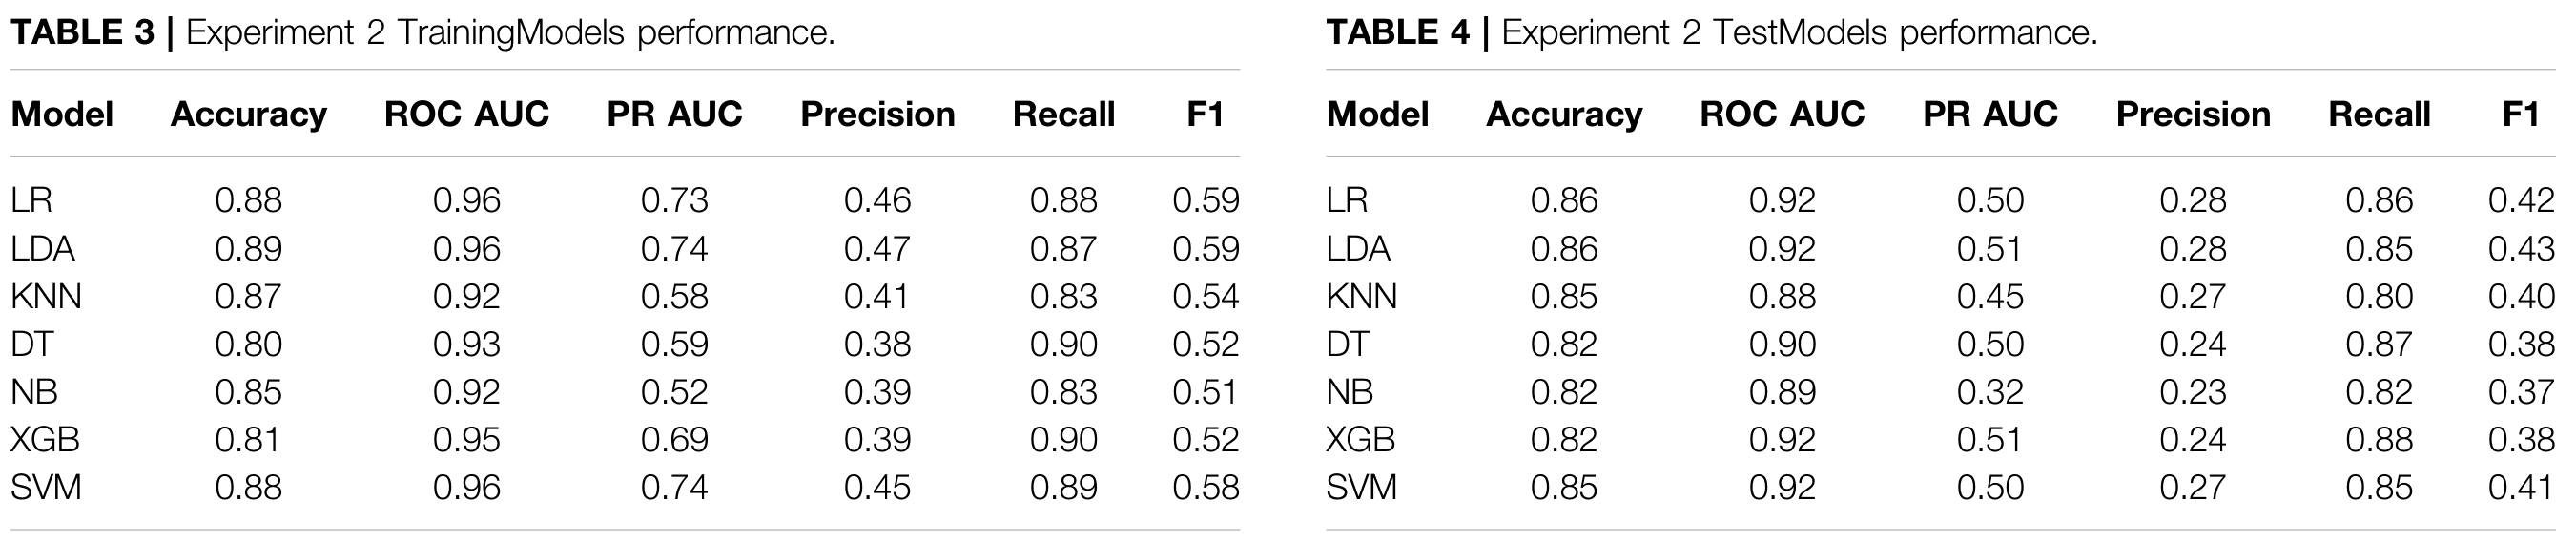 TABLE 3 | Experiment 2 TrainingModels performance.
Model Accuracy ROC AUC PR AUC Precision Recall F1
LR 0.88 0.96 0.73 0.46 0.88 0.59
LDA 0.89 0.96 0.74 0.47 0.87 0.59
KNN 0.87 0.92 0.58 0.41 0.83 0.54
DT 0.80 0.93 0.59 0.38 0.90 0.52
NB 0.85 0.92 0.52 0.39 0.83 0.51
XGB 0.81 0.95 0.69 0.39 0.90 0.52
SVM 0.88 0.96 0.74 0.45 0.89 0.58
TABLE 4 | Experiment 2 TestModels performance.
Model Accuracy ROC AUC PR AUC Precision Recall F1
LR 0.86 0.92 0.50 0.28 0.86 0.42
LDA 0.86 0.92 0.51 0.28 0.85 0.43
KNN 0.85 0.88 0.45 0.27 0.80 0.40
DT 0.82 0.90 0.50 0.24 0.87 0.38
NB 0.82 0.89 0.32 0.23 0.82 0.37
XGB 0.82 0.92 0.51 0.24 0.88 0.38
SVM 0.85 0.92 0.50 0.27 0.85 0.41